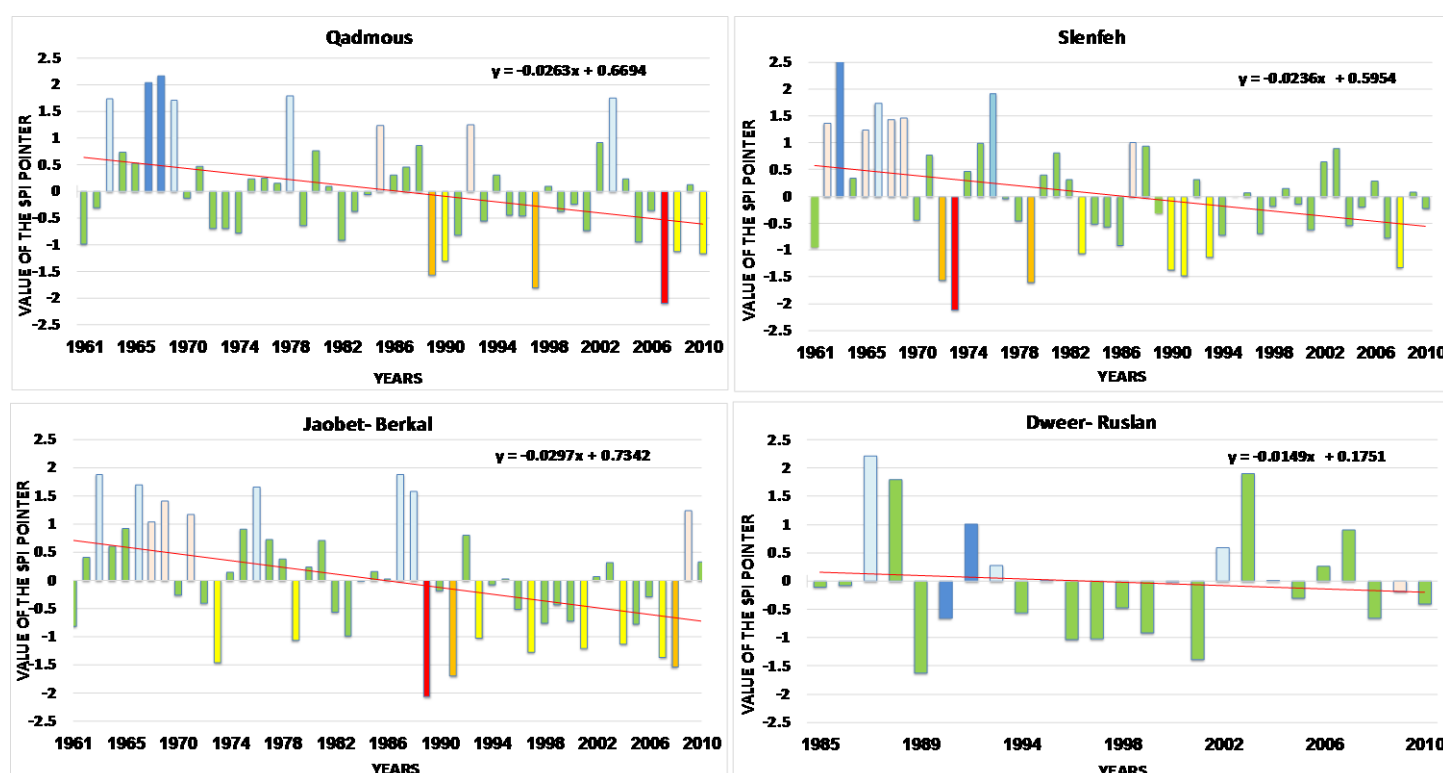 Qadmous
y = -0.0263x + 0.6694
VALUE OF THE SPI POINTER
2.5
2
1.5
1
0.5
0
-0.5
-1
-1.5
-2
-2.5
1961 1965 1970 1974 1978 1982 1986 1990 1994 1998 2002 2006 2010
YEARS
Slenfeh
y = -0.0236x + 0.5954
VALUE OF THE SPI POINTER
2.5
2
1.5
1
0.5
0
-0.5
-1
-1.5
-2
-2.5
1961 1965 1970 1974 1978 1982 1986 1990 1994 1998 2002 2006 2010
YEARS
Jaobet- Berkal
y = -0.0297x + 0.7342
VALUE OF THE SPI POINTER
2.5
2
1.5
1
0.5
0
-0.5
-1
-1.5
-2
-2.5
1961 1965 1970 1974 1978 1982 1986 1990 1994 1998 2002 2006 2010
YEARS
Dweer- Ruslan
y = -0.0149x + 0.1751
VALUE OF THE SPI POINTER
2.5
2
1.5
1
0.5
0
-0.5
-1
-1.5
-2
-2.5
1985 1989 1994 1998 2002 2006 2010
YEARS